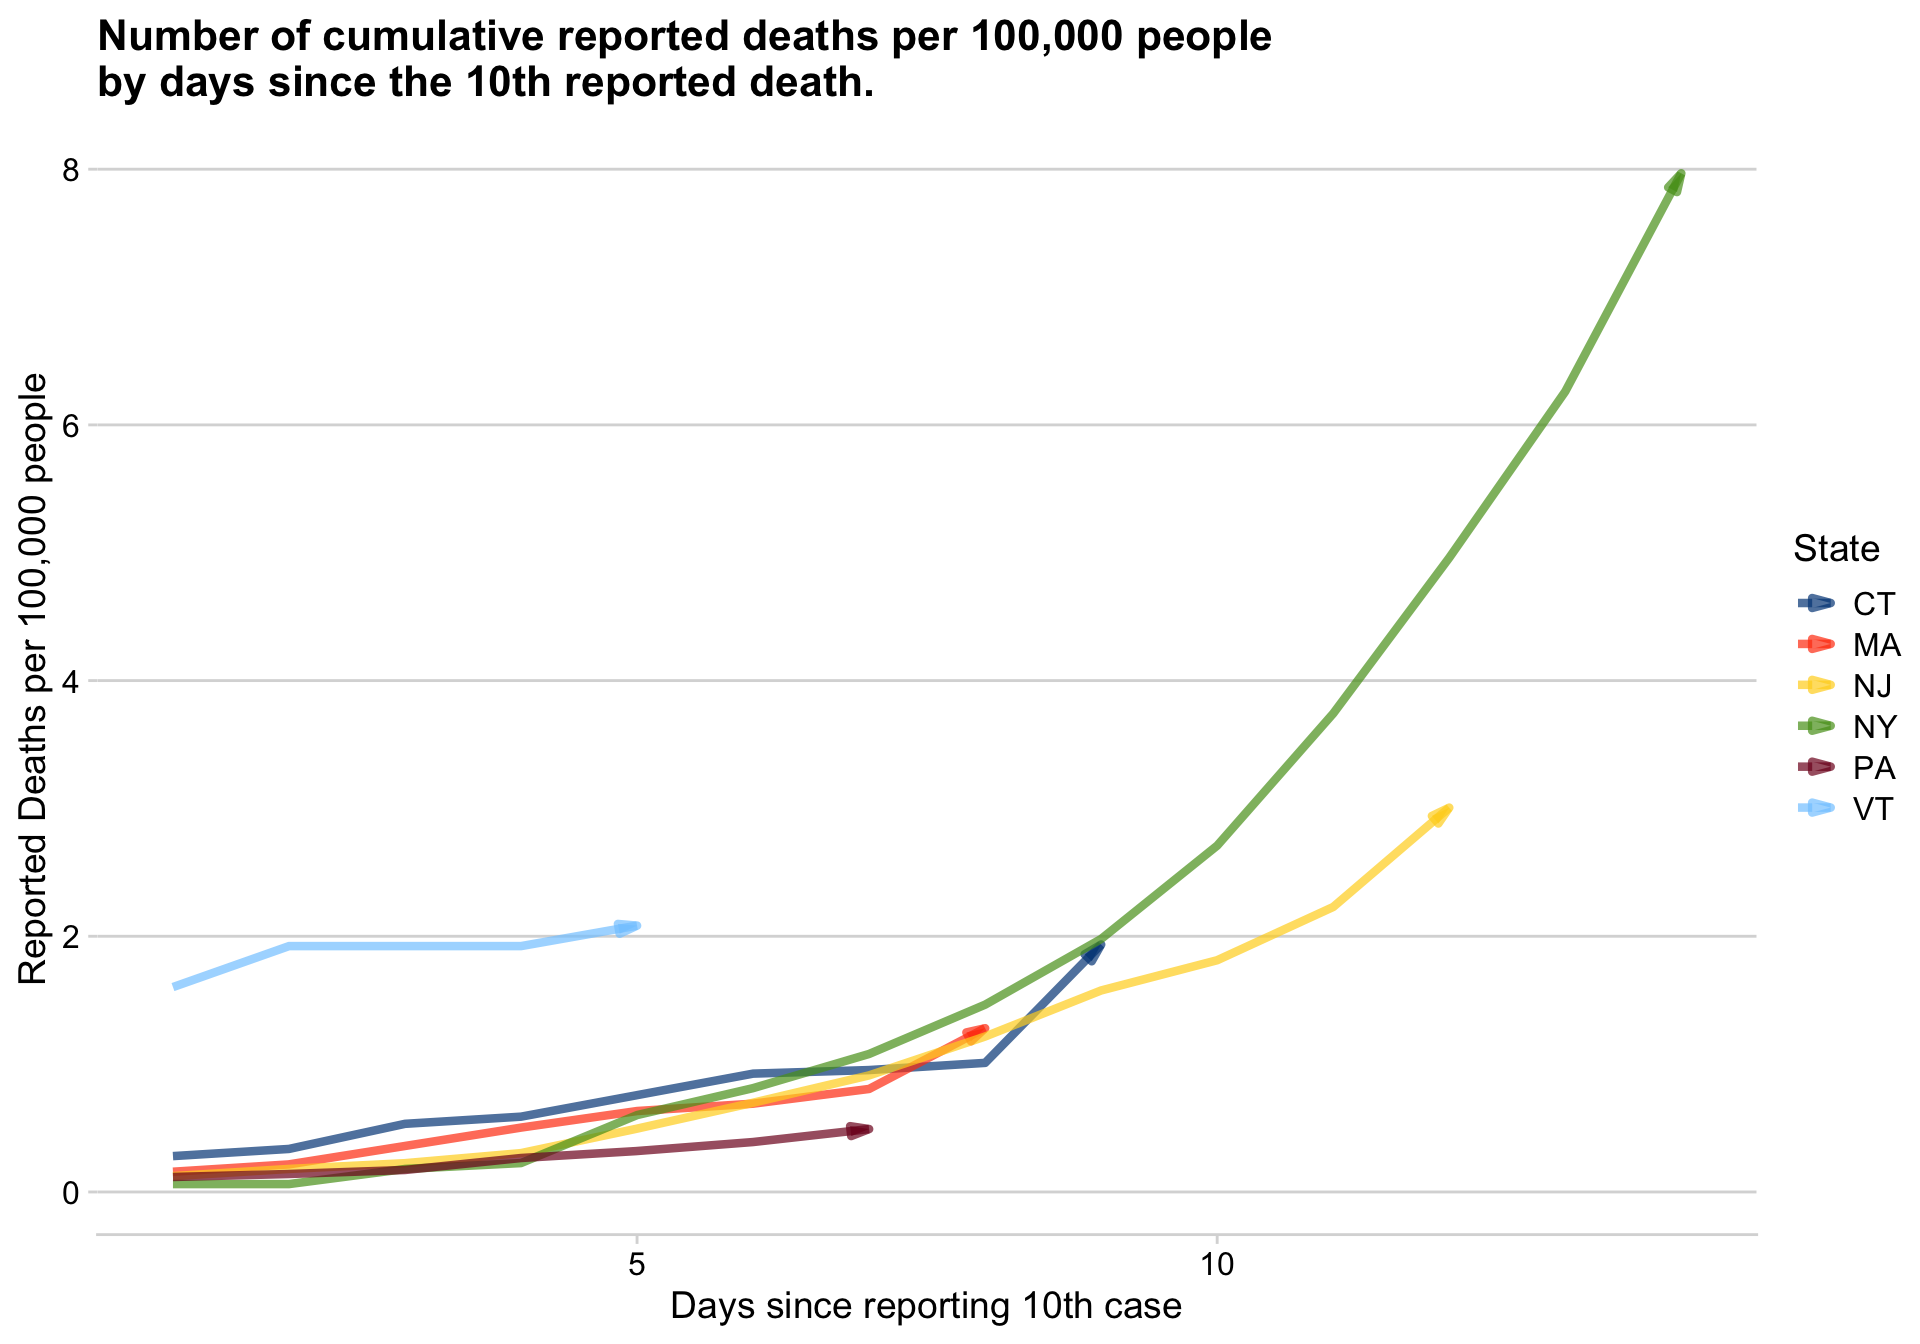 Number of cumulative reported deaths per 100,000 people
by days since the 10th reported death.
Reported Deaths per 100,000 people
8
6
4
2
0
5
10
Days since reporting 10th case
State
CT
MA
NJ
NY
PA
VT